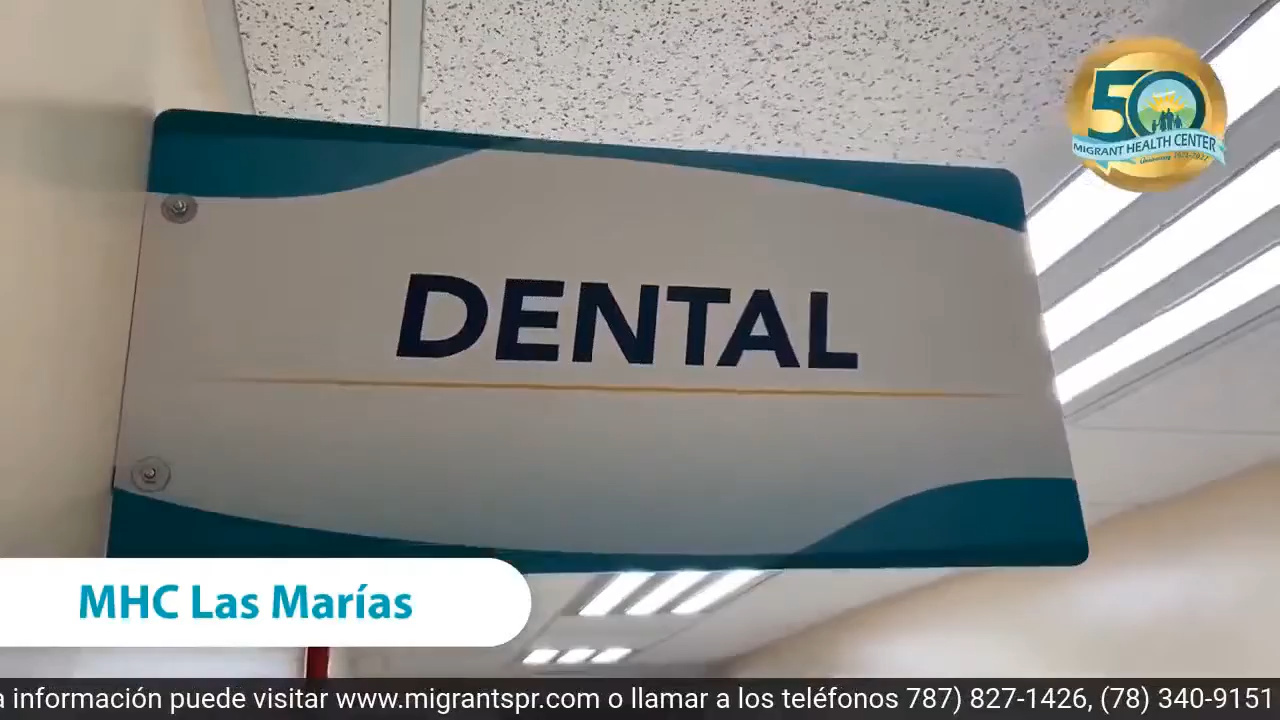 50
MIGRANT HEALTH CENTER
DENTAL
MHC Las Marías
a información puede visitar www.migrantspr.com o llamar a los teléfonos 787) 827-1426, (78) 340-9151